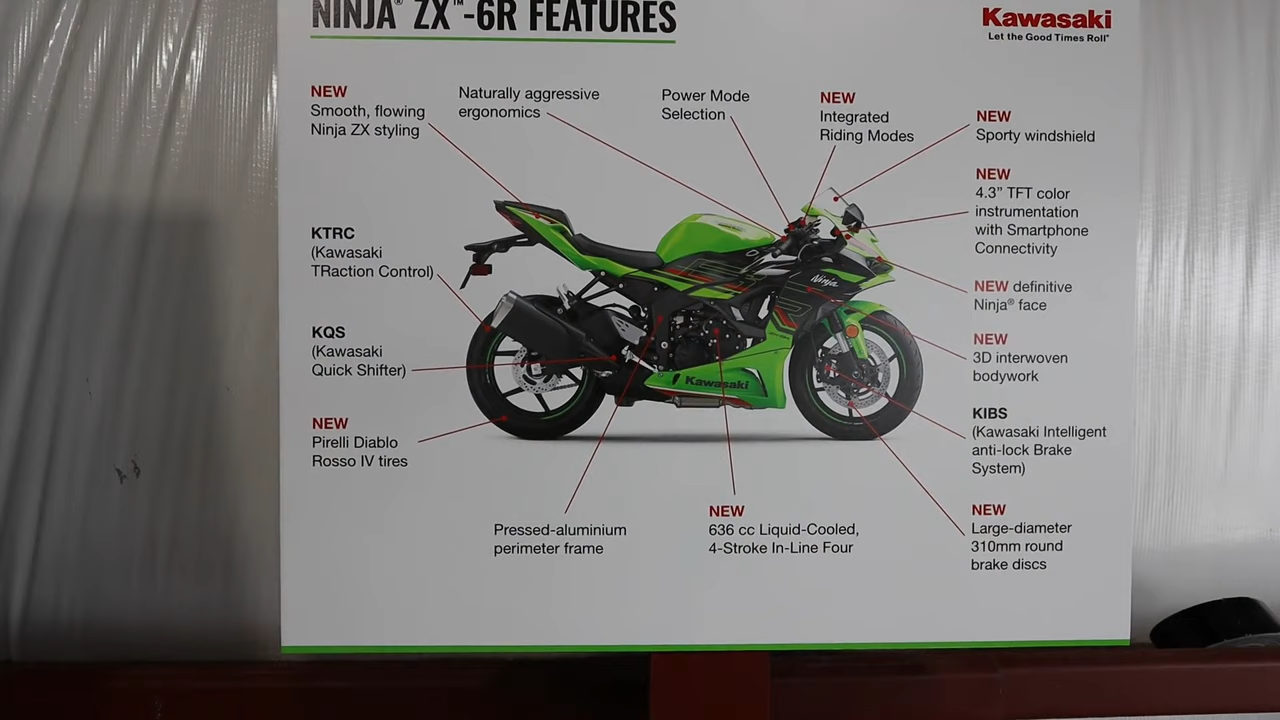 NINJA® ZX™-6R FEATURES
Kawasaki
Let the Good Times Roll®
NEW
Smooth, flowing
Ninja ZX styling
Naturally aggressive
ergonomics
Power Mode
Selection
NEW
Integrated
Riding Modes
NEW
Sporty windshield
NEW
4.3” TFT color
instrumentation
with Smartphone
Connectivity
KTRC
(Kawasaki
TRaction Control)
NEW definitive
Ninja® face
KQS
(Kawasaki
Quick Shifter)
NEW
3D interwoven
bodywork
NEW
Pirelli Diablo
Rosso IV tires
KIBS
(Kawasaki Intelligent
anti-lock Brake
System)
Pressed-aluminium
perimeter frame
NEW
636 cc Liquid-Cooled,
4-Stroke In-Line Four
NEW
Large-diameter
310mm round
brake discs
Ninja
Kawasaki